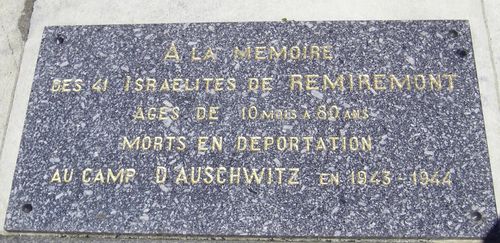 A LA MEMOIRE
DES 41 ISRAELITES DE REMIREMONT
AGES DE 10 MOIS A 80 ANS
MORTS EN DEPORTATION
AU CAMP D'AUSCHWITZ EN 1943 - 1944